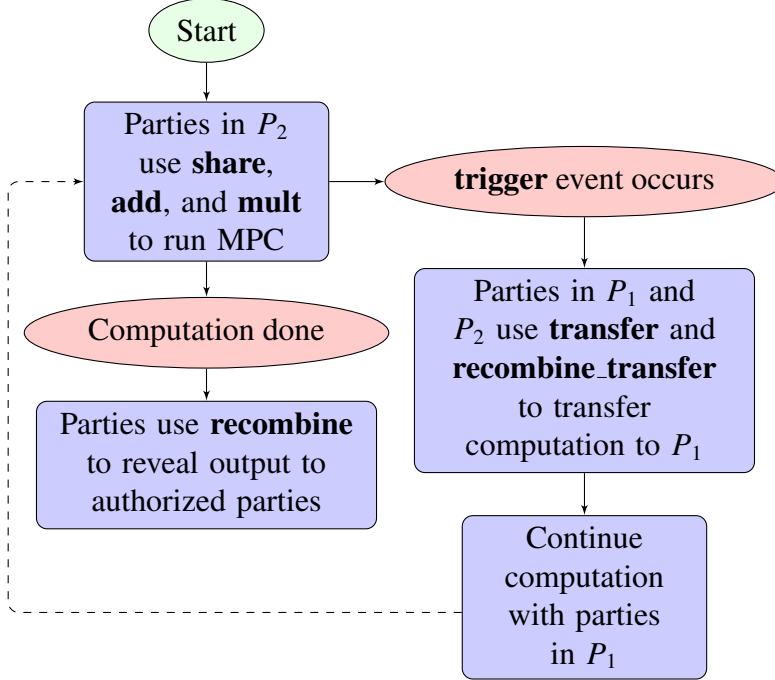 Start
Parties in P₂
use share,
add, and mult
to run MPC
trigger event occurs
Computation done
Parties use recombine
to reveal output to
authorized parties
Parties in P₁ and
P₂ use transfer and
recombine_transfer
to transfer
computation to P₁
Continue
computation
with parties
in P₁